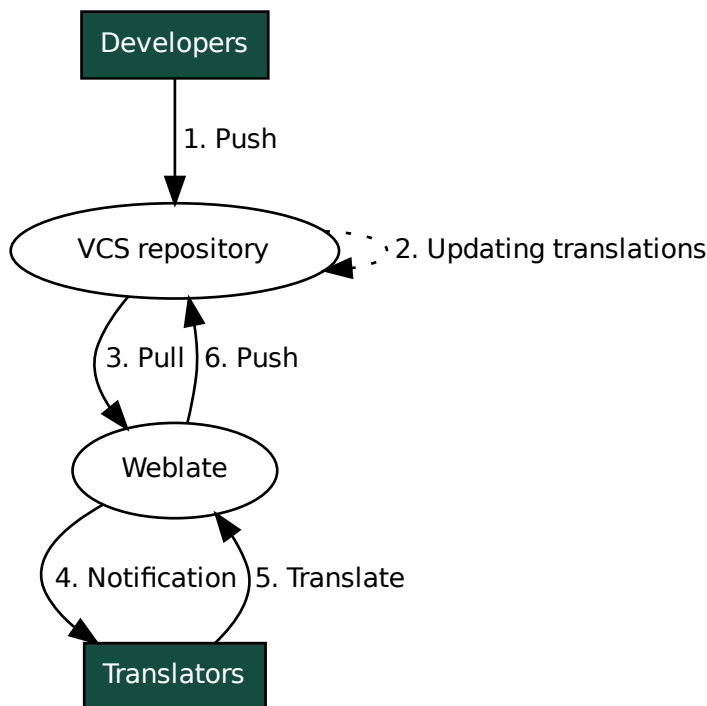 Developers
1. Push
VCS repository
2. Updating translations
3. Pull
6. Push
Weblate
4. Notification
5. Translate
Translators